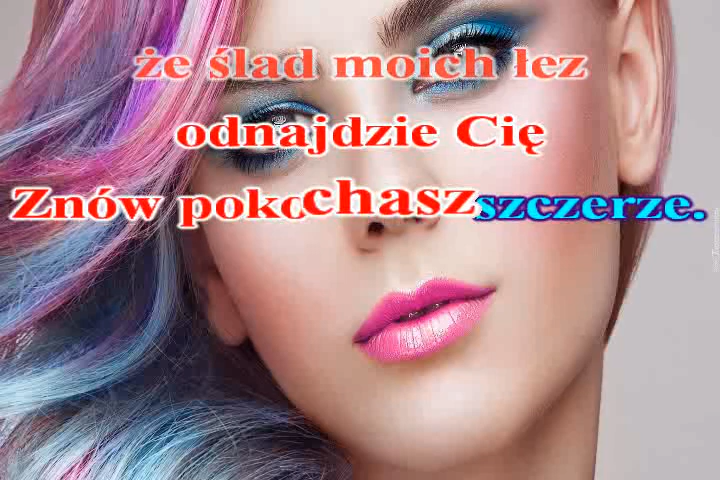 że ślad moich łez
odnajdzie Cię
Znów pokochasz szczerze.